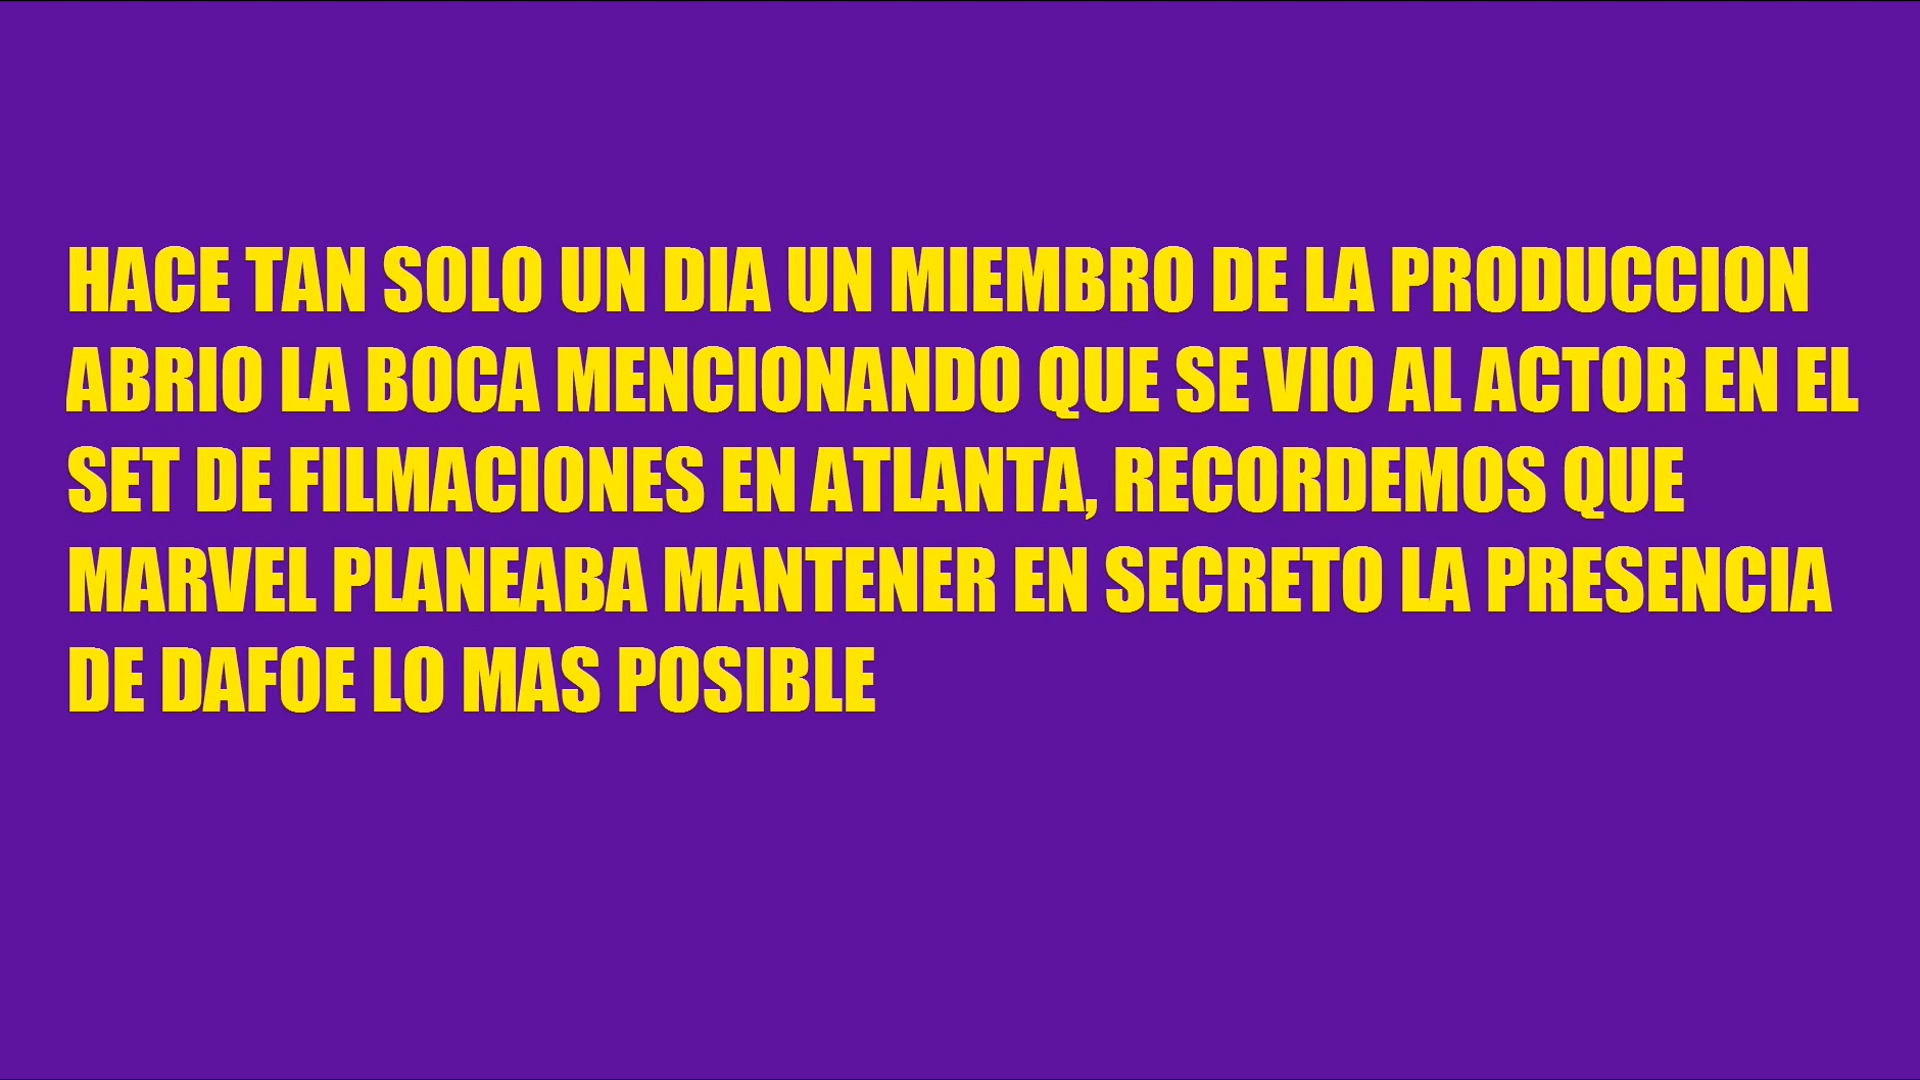 HACE TAN SOLO UN DIA UN MIEMBRO DE LA PRODUCCION
ABRIO LA BOCA MENCIONANDO QUE SE VIO AL ACTOR EN EL
SET DE FILMACIONES EN ATLANTA, RECORDEMOS QUE
MARVEL PLANEABA MANTENER EN SECRETO LA PRESENCIA
DE DAFOE LO MAS POSIBLE